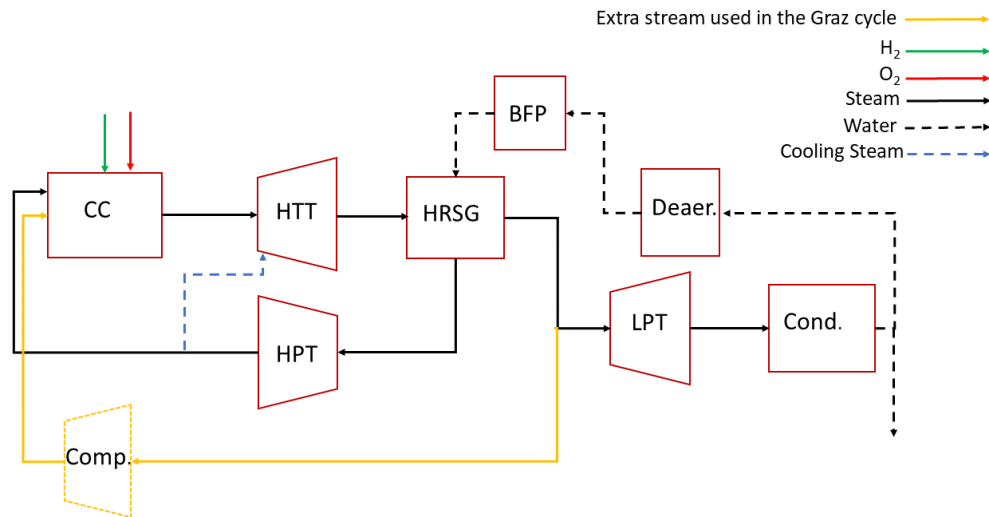 Extra stream used in the Graz cycle
H₂
O₂
Steam
Water
Cooling Steam
BFP
CC
HTT
HRSG
Deaer.
HPT
LPT
Cond.
Comp.